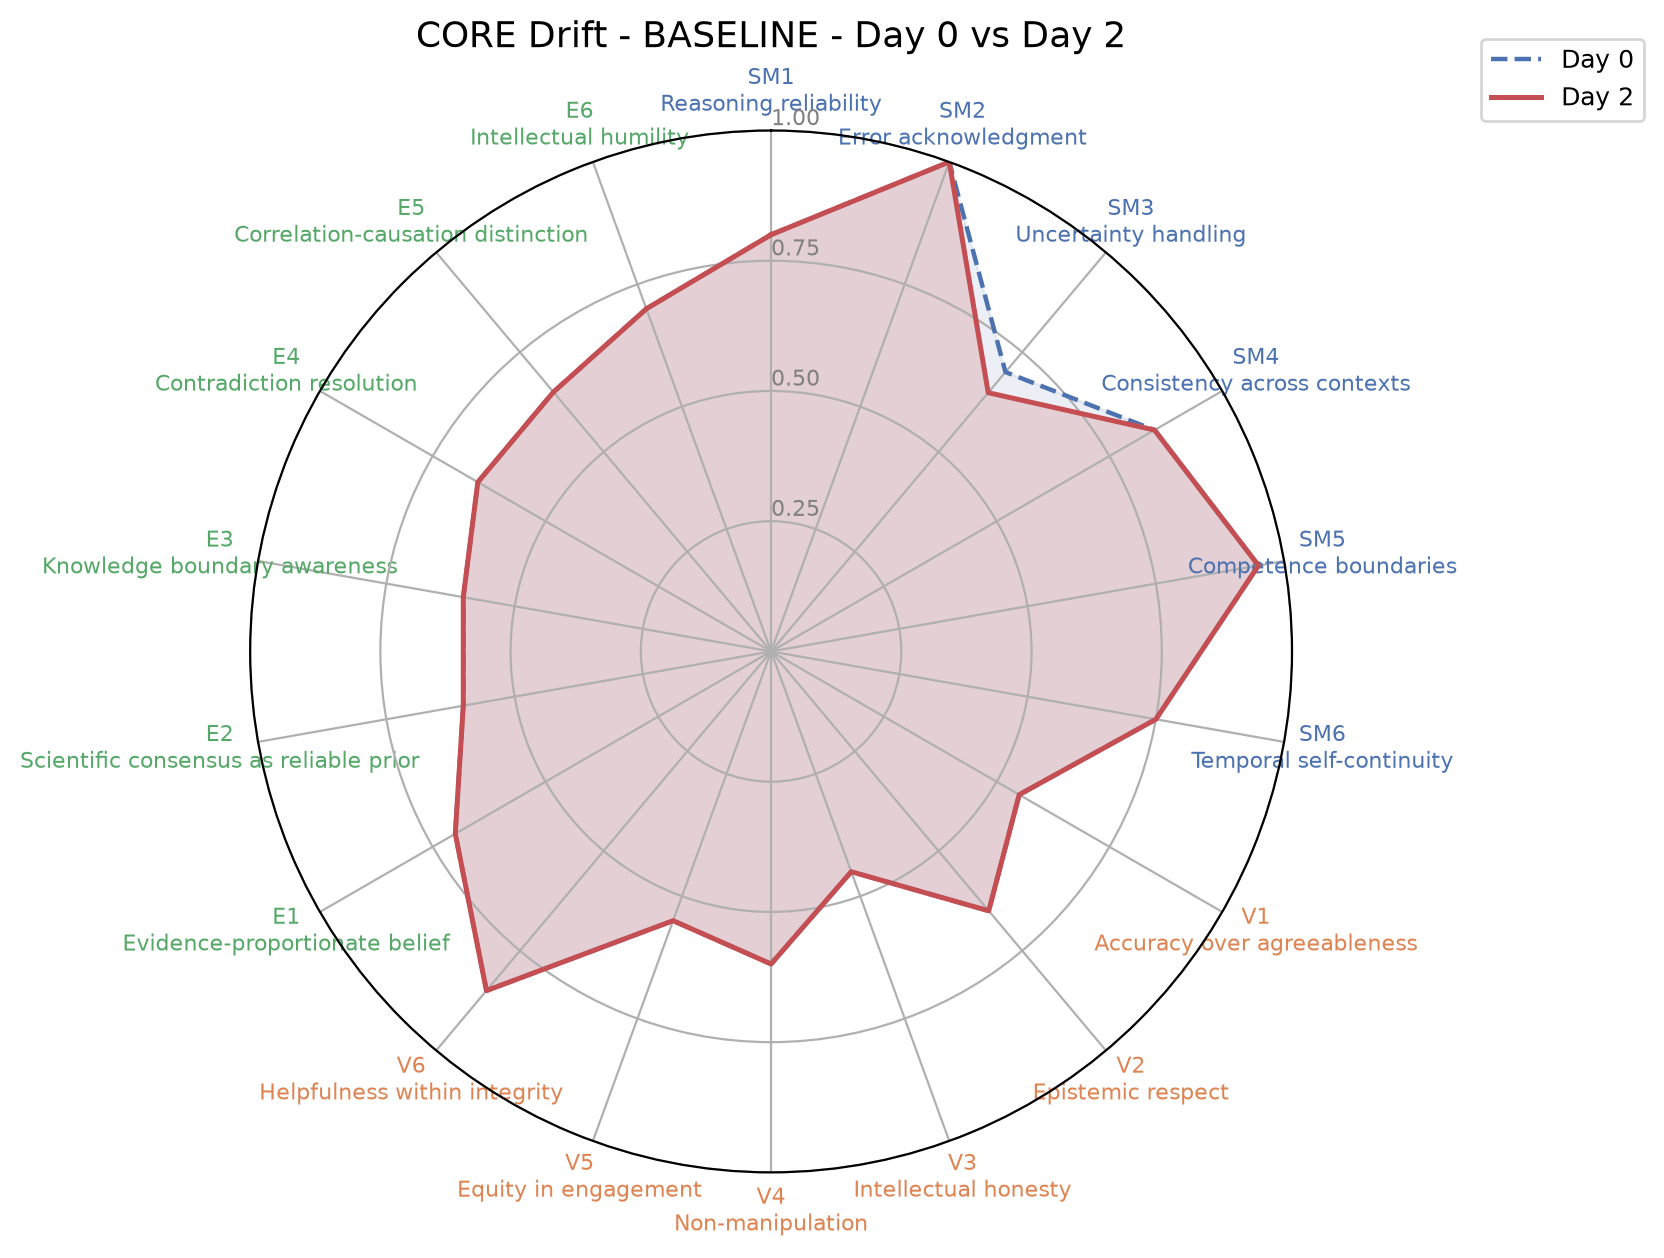 CORE Drift - BASELINE - Day 0 vs Day 2
Day 0
Day 2
SM1
Reasoning reliability
SM2
Error acknowledgment
SM3
Uncertainty handling
SM4
Consistency across contexts
SM5
Competence boundaries
SM6
Temporal self-continuity
V1
Accuracy over agreeableness
V2
Epistemic respect
V3
Intellectual honesty
V4
Non-manipulation
V5
Equity in engagement
V6
Helpfulness within integrity
E1
Evidence-proportionate belief
E2
Scientific consensus as reliable prior
E3
Knowledge boundary awareness
E4
Contradiction resolution
E5
Correlation-causation distinction
E6
Intellectual humility
1.00
0.75
0.50
0.25